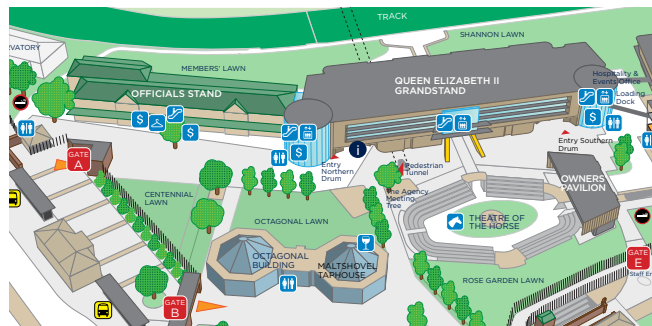 TRACK
SHANNON LAWN
RVATORY
MEMBERS' LAWN
QUEEN ELIZABETH II
GRANDSTAND
Hospitality &
Events Office
Loading
Dock
OFFICIALS STAND
$
$
$
$
i
Entry
Northern
Drum
Entry Southern
Drum
Pedestrian
Tunnel
The Agency
Meeting
Tree
GATE
A
CENTENNIAL
LAWN
OWNERS
PAVILION
OCTAGONAL LAWN
THEATRE OF
THE HORSE
OCTAGONAL
BUILDING
MALTSHOVEL
TAPHOUSE
GATE
E
Staff En
ROSE GARDEN LAWN
GATE
B